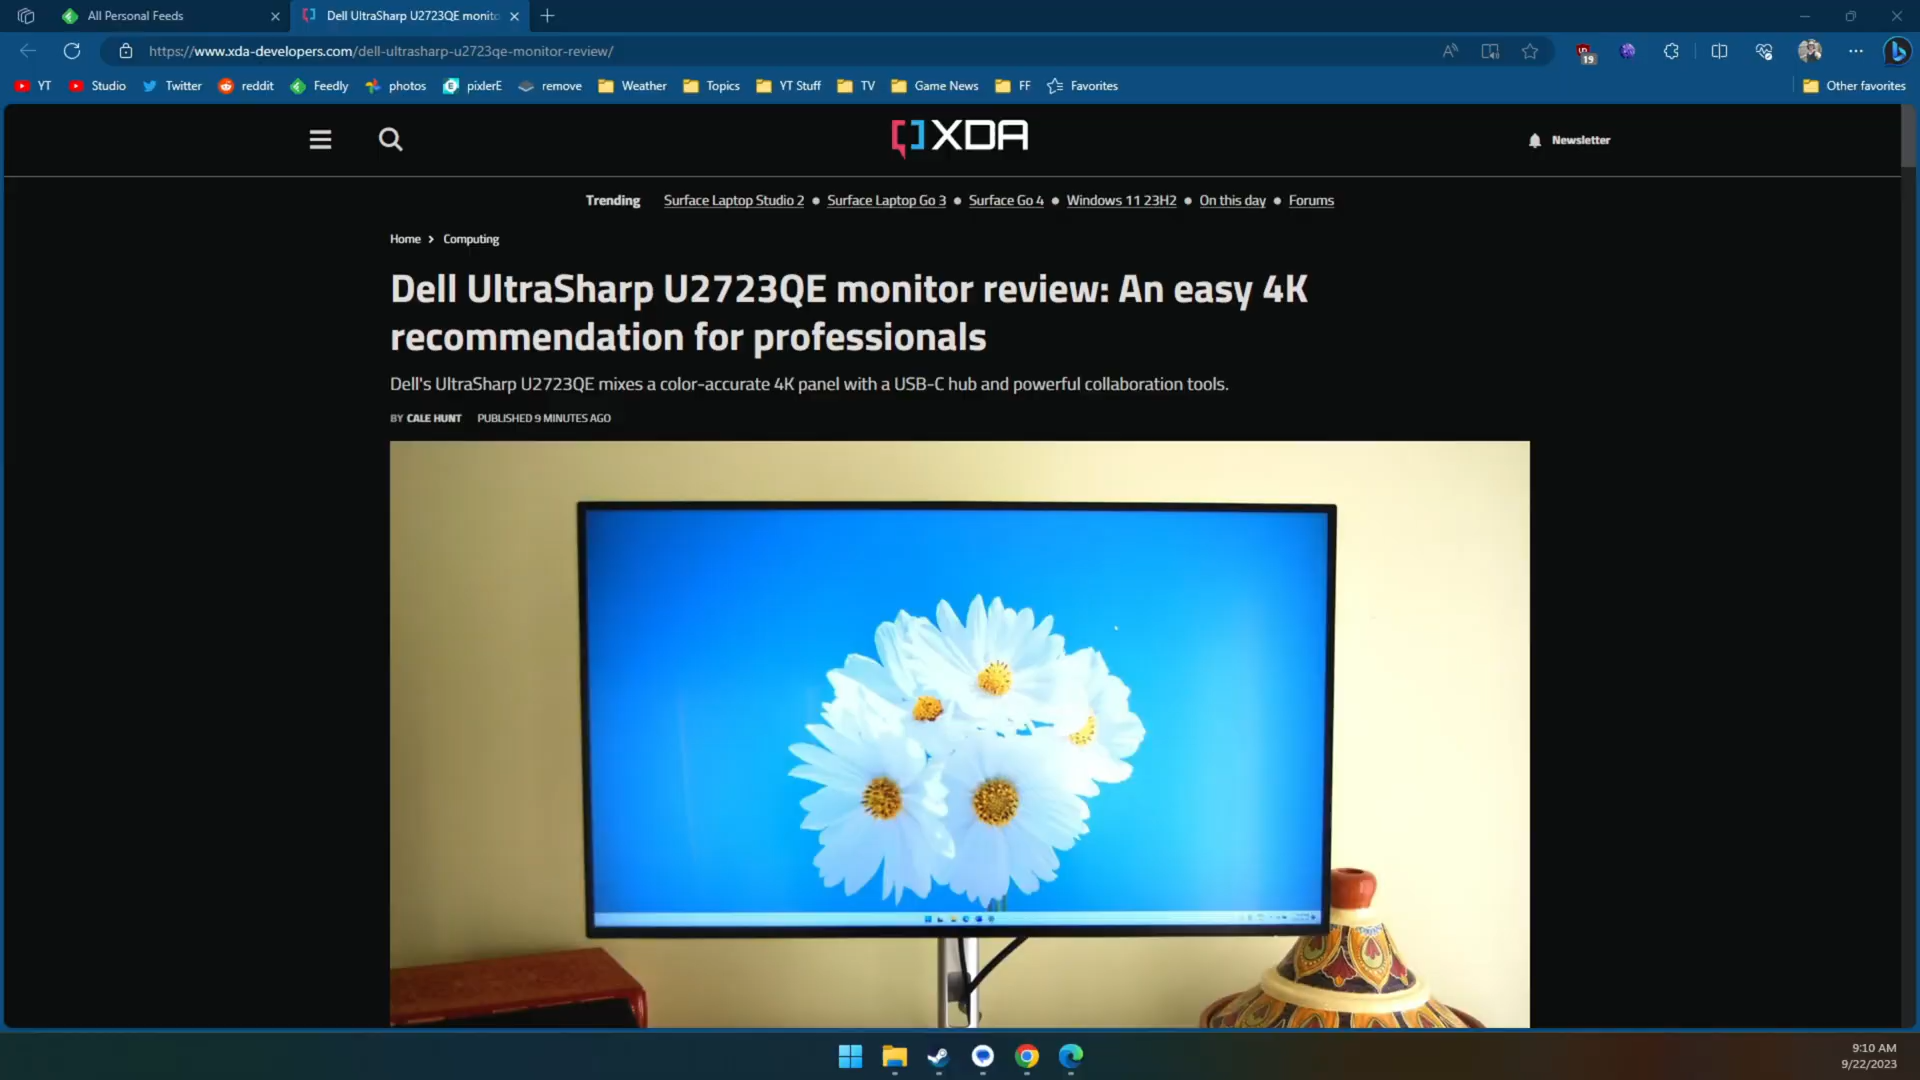 All Personal Feeds
Dell UltraSharp U2723QE monito
https://www.xda-developers.com/dell-ultrasharp-u2723qe-monitor-review/
19
YT
Studio
Twitter
reddit
Feedly
photos
pixlerE
remove
Weather
Topics
YT Stuff
TV
Game News
FF
Favorites
Other favorites
XDA
Newsletter
Trending Surface Laptop Studio 2 • Surface Laptop Go 3 • Surface Go 4 • Windows 11 23H2 • On this day • Forums
Home > Computing
Dell UltraSharp U2723QE monitor review: An easy 4K
recommendation for professionals
Dell's UltraSharp U2723QE mixes a color-accurate 4K panel with a USB-C hub and powerful collaboration tools.
BY CALE HUNT PUBLISHED 9 MINUTES AGO
9:10 AM
9/22/2023